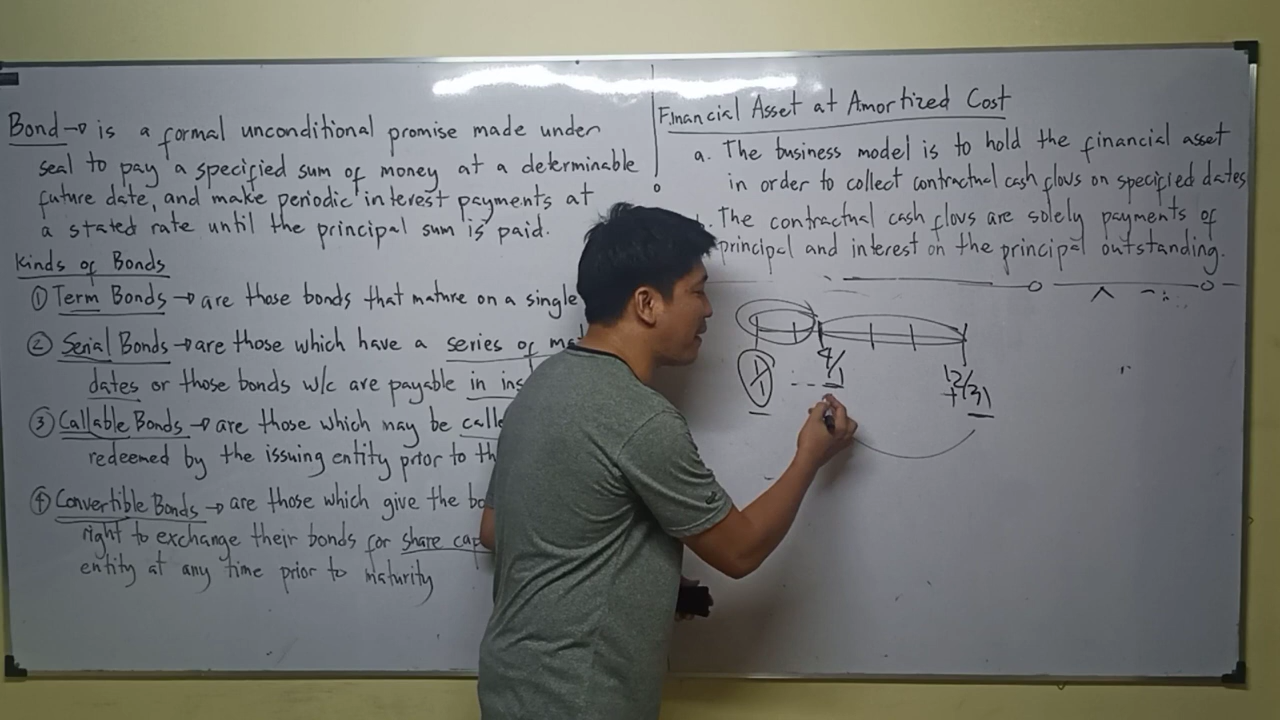 Bond → is a formal unconditional promise made under
seal to pay a specified sum of money at a determinable
future date, and make periodic interest payments at
a stated rate until the principal sum is paid.
Kinds of Bonds
① Term Bonds → are those bonds that mature on a single
② Serial Bonds → are those which have a series of
dates or those bonds w/c are payable in
③ Callable Bonds → are those which may be
redeemed by the issuing entity prior to
④ Convertible Bonds → are those which give the
right to exchange their bonds for share
entity at any time prior to maturity
Financial Asset at Amortized Cost
a. The business model is to hold the financial asset
in order to collect contractual cash flows on specified dates
The contractual cash flows are solely payments of
principal and interest on the principal outstanding.
1/1
4/1
12/31